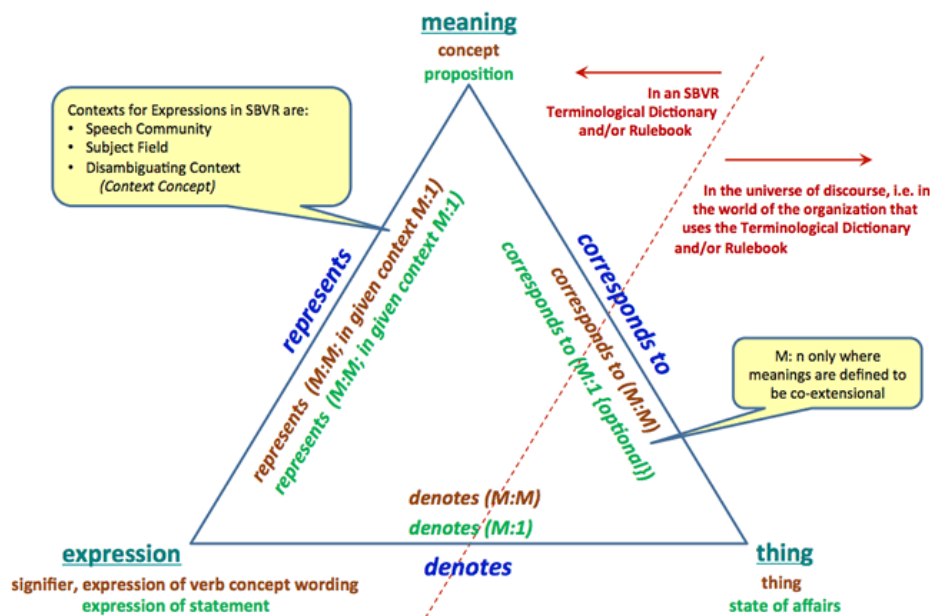 meaning
concept
proposition
Contexts for Expressions in SBVR are:
• Speech Community
• Subject Field
• Disambiguating Context
(Context Concept)
In an SBVR
Terminological Dictionary
and/or Rulebook
In the universe of discourse, i.e. in
the world of the organization that
uses the Terminological Dictionary
and/or Rulebook
represents
represents (M:M; in given context M:1)
represents (M:M; in given context M:1)
corresponds to
corresponds to (M:M)
corresponds to (M:1 {optional})
M: n only where
meanings are defined to
be co-extensional
denotes (M:M)
denotes (M:1)
denotes
expression
signifier, expression of verb concept wording
expression of statement
thing
thing
state of affairs